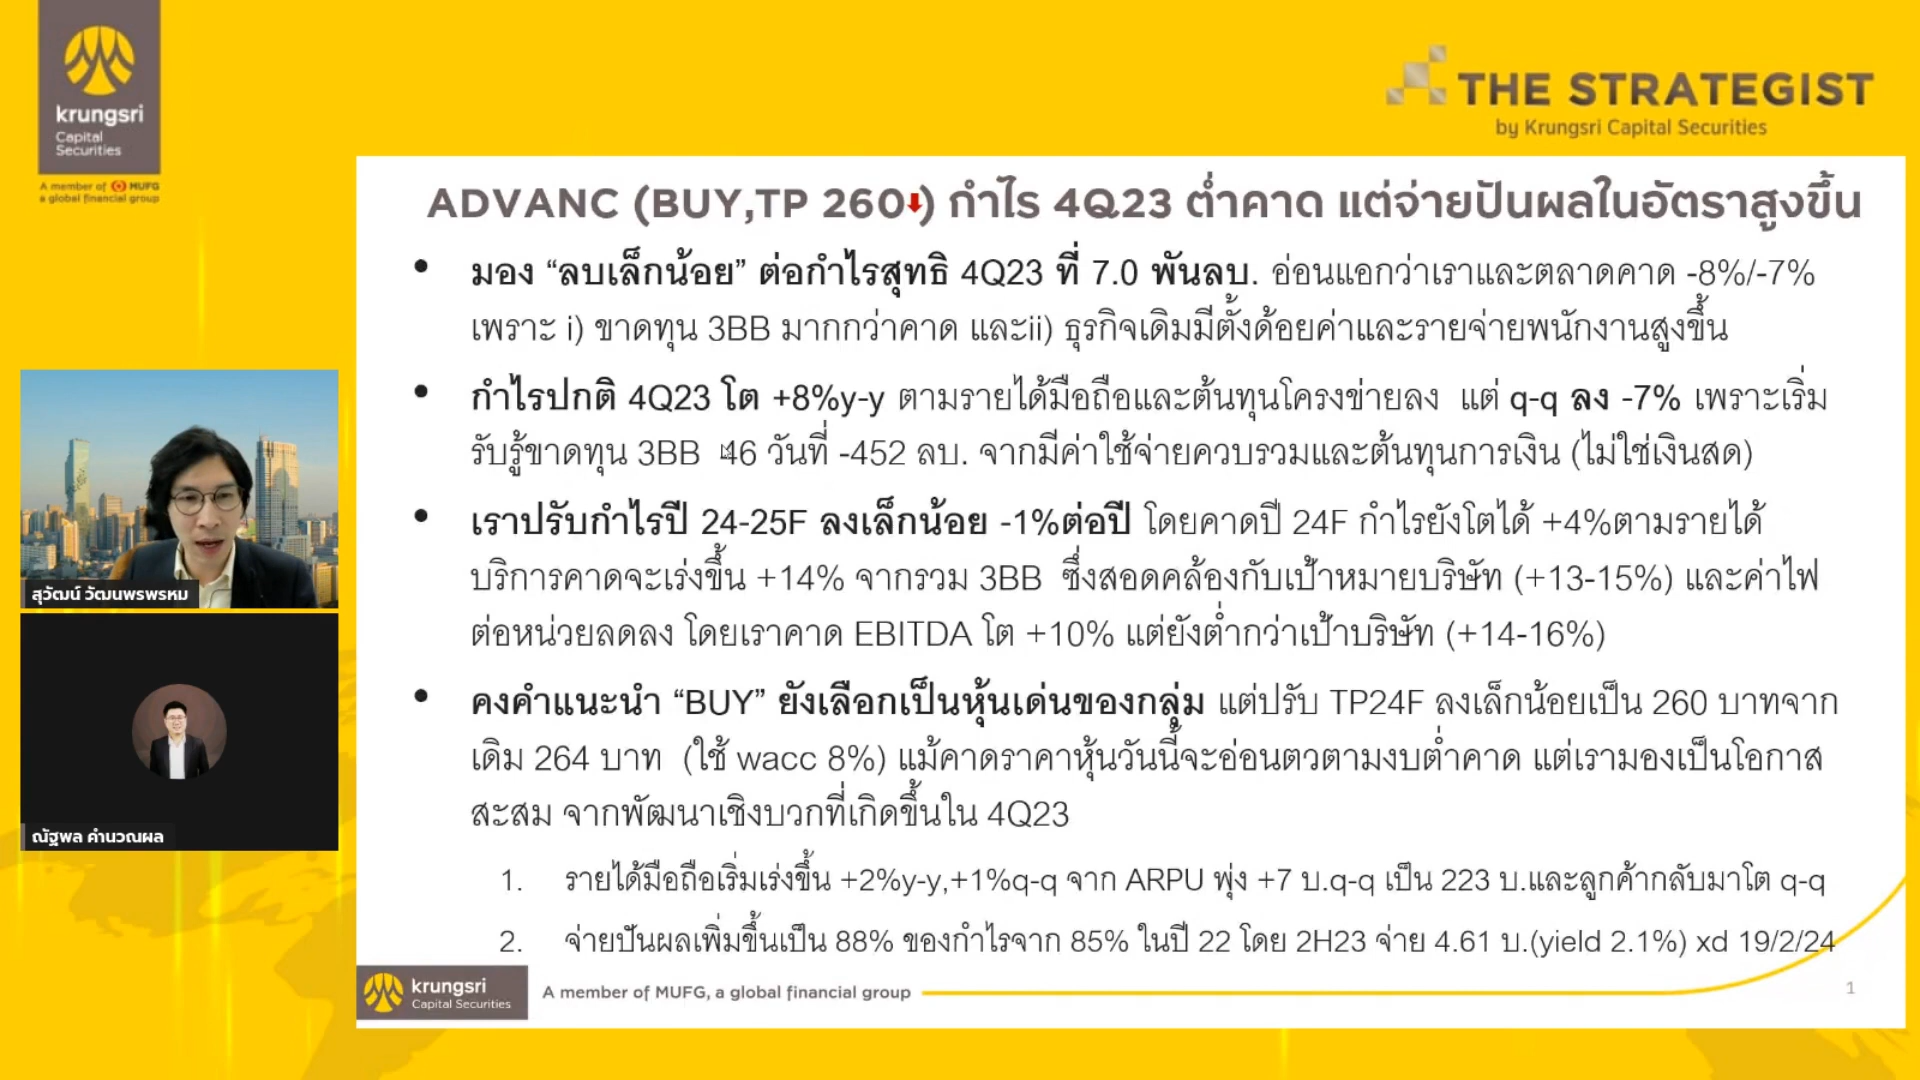 krungsri
Capital
Securities
A member of MUFG
a global financial group
THE STRATEGIST
by Krungsri Capital Securities
ADVANC (BUY,TP 260) กำไร 4Q23 ต่ำคาด แต่จ่ายปันผลในอัตราสูงขึ้น
• มอง “ลบเล็กน้อย” ต่อกำไรสุทธิ 4Q23 ที่ 7.0 พันลบ. อ่อนแอกว่าเราและตลาดคาด -8%/-7%
เพราะ i) ขาดทุน 3BB มากกว่าคาด และii) ธุรกิจเดิมมีตั้งด้อยค่าและรายจ่ายพนักงานสูงขึ้น
• กำไรปกติ 4Q23 โต +8%y-y ตามรายได้มือถือและต้นทุนโครงข่ายลง แต่ q-q ลง -7% เพราะเริ่ม
รับรู้ขาดทุน 3BB 46 วันที่ -452 ลบ. จากมีค่าใช้จ่ายควบรวมและต้นทุนการเงิน (ไม่ใช่เงินสด)
• เราปรับกำไรปี 24-25F ลงเล็กน้อย -1%ต่อปี โดยคาดปี 24F กำไรยังโตได้ +4%ตามรายได้
บริการคาดจะเร่งขึ้น +14% จากรวม 3BB ซึ่งสอดคล้องกับเป้าหมายบริษัท (+13-15%) และค่าไฟ
ต่อหน่วยลดลง โดยเราคาด EBITDA โต +10% แต่ยังต่ำกว่าเป้าบริษัท (+14-16%)
• คงคำแนะนำ “BUY” ยังเลือกเป็นหุ้นเด่นของกลุ่ม แต่ปรับ TP24F ลงเล็กน้อยเป็น 260 บาทจาก
เดิม 264 บาท (ใช้ wacc 8%) แม้คาดราคาหุ้นวันนี้จะอ่อนตวตามงบต่ำคาด แต่เรามองเป็นโอกาส
สะสม จากพัฒนาเชิงบวกที่เกิดขึ้นใน 4Q23
1. รายได้มือถือเริ่มเร่งขึ้น +2%y-y,+1%q-q จาก ARPU พุ่ง +7 บ.q-q เป็น 223 บ.และลูกค้ากลับมาโต q-q
2. จ่ายปันผลเพิ่มขึ้นเป็น 88% ของกำไรจาก 85% ในปี 22 โดย 2H23 จ่าย 4.61 บ.(yield 2.1%) xd 19/2/24
สุวัฒน์ วัฒนพรพรหม
ณัฐพล คำนวณผล
krungsri
Capital Securities
A member of MUFG, a global financial group
1